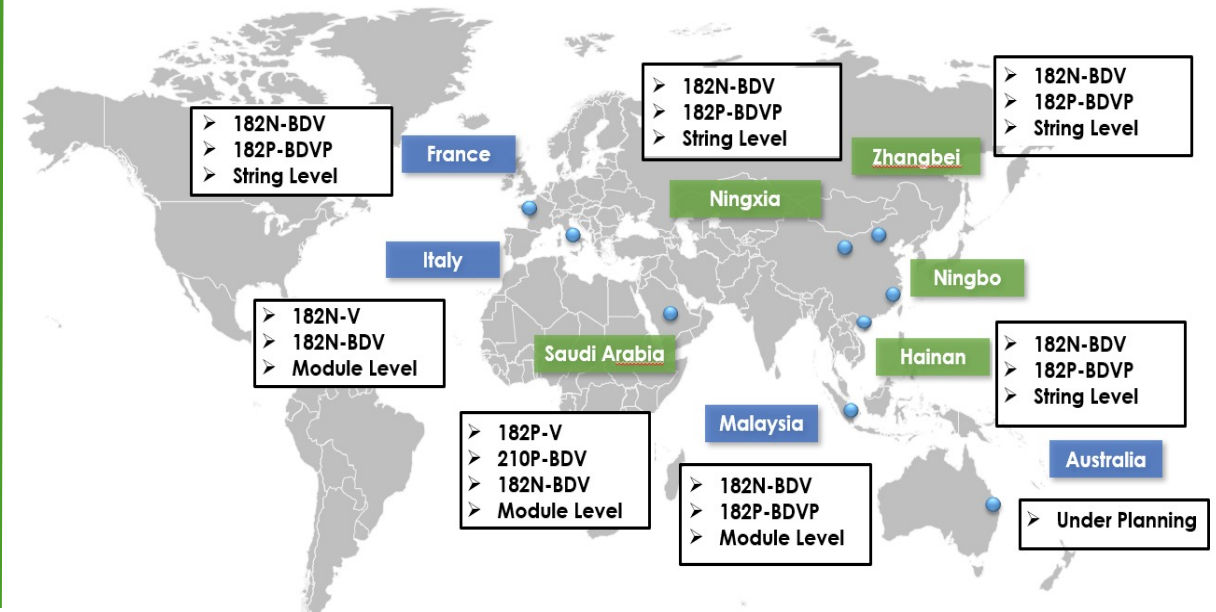 ➢ 182N-BDV
➢ 182P-BDVP
➢ String Level
France
➢ 182N-BDV
➢ 182P-BDVP
➢ String Level
Ningxia
➢ 182N-BDV
➢ 182P-BDVP
➢ String Level
Zhangbei
Italy
➢ 182N-V
➢ 182N-BDV
➢ Module Level
Ningbo
Saudi Arabia
➢ 182P-V
➢ 210P-BDV
➢ 182N-BDV
➢ Module Level
Hainan
➢ 182N-BDV
➢ 182P-BDVP
➢ String Level
Malaysia
➢ 182N-BDV
➢ 182P-BDVP
➢ Module Level
Australia
➢ Under Planning